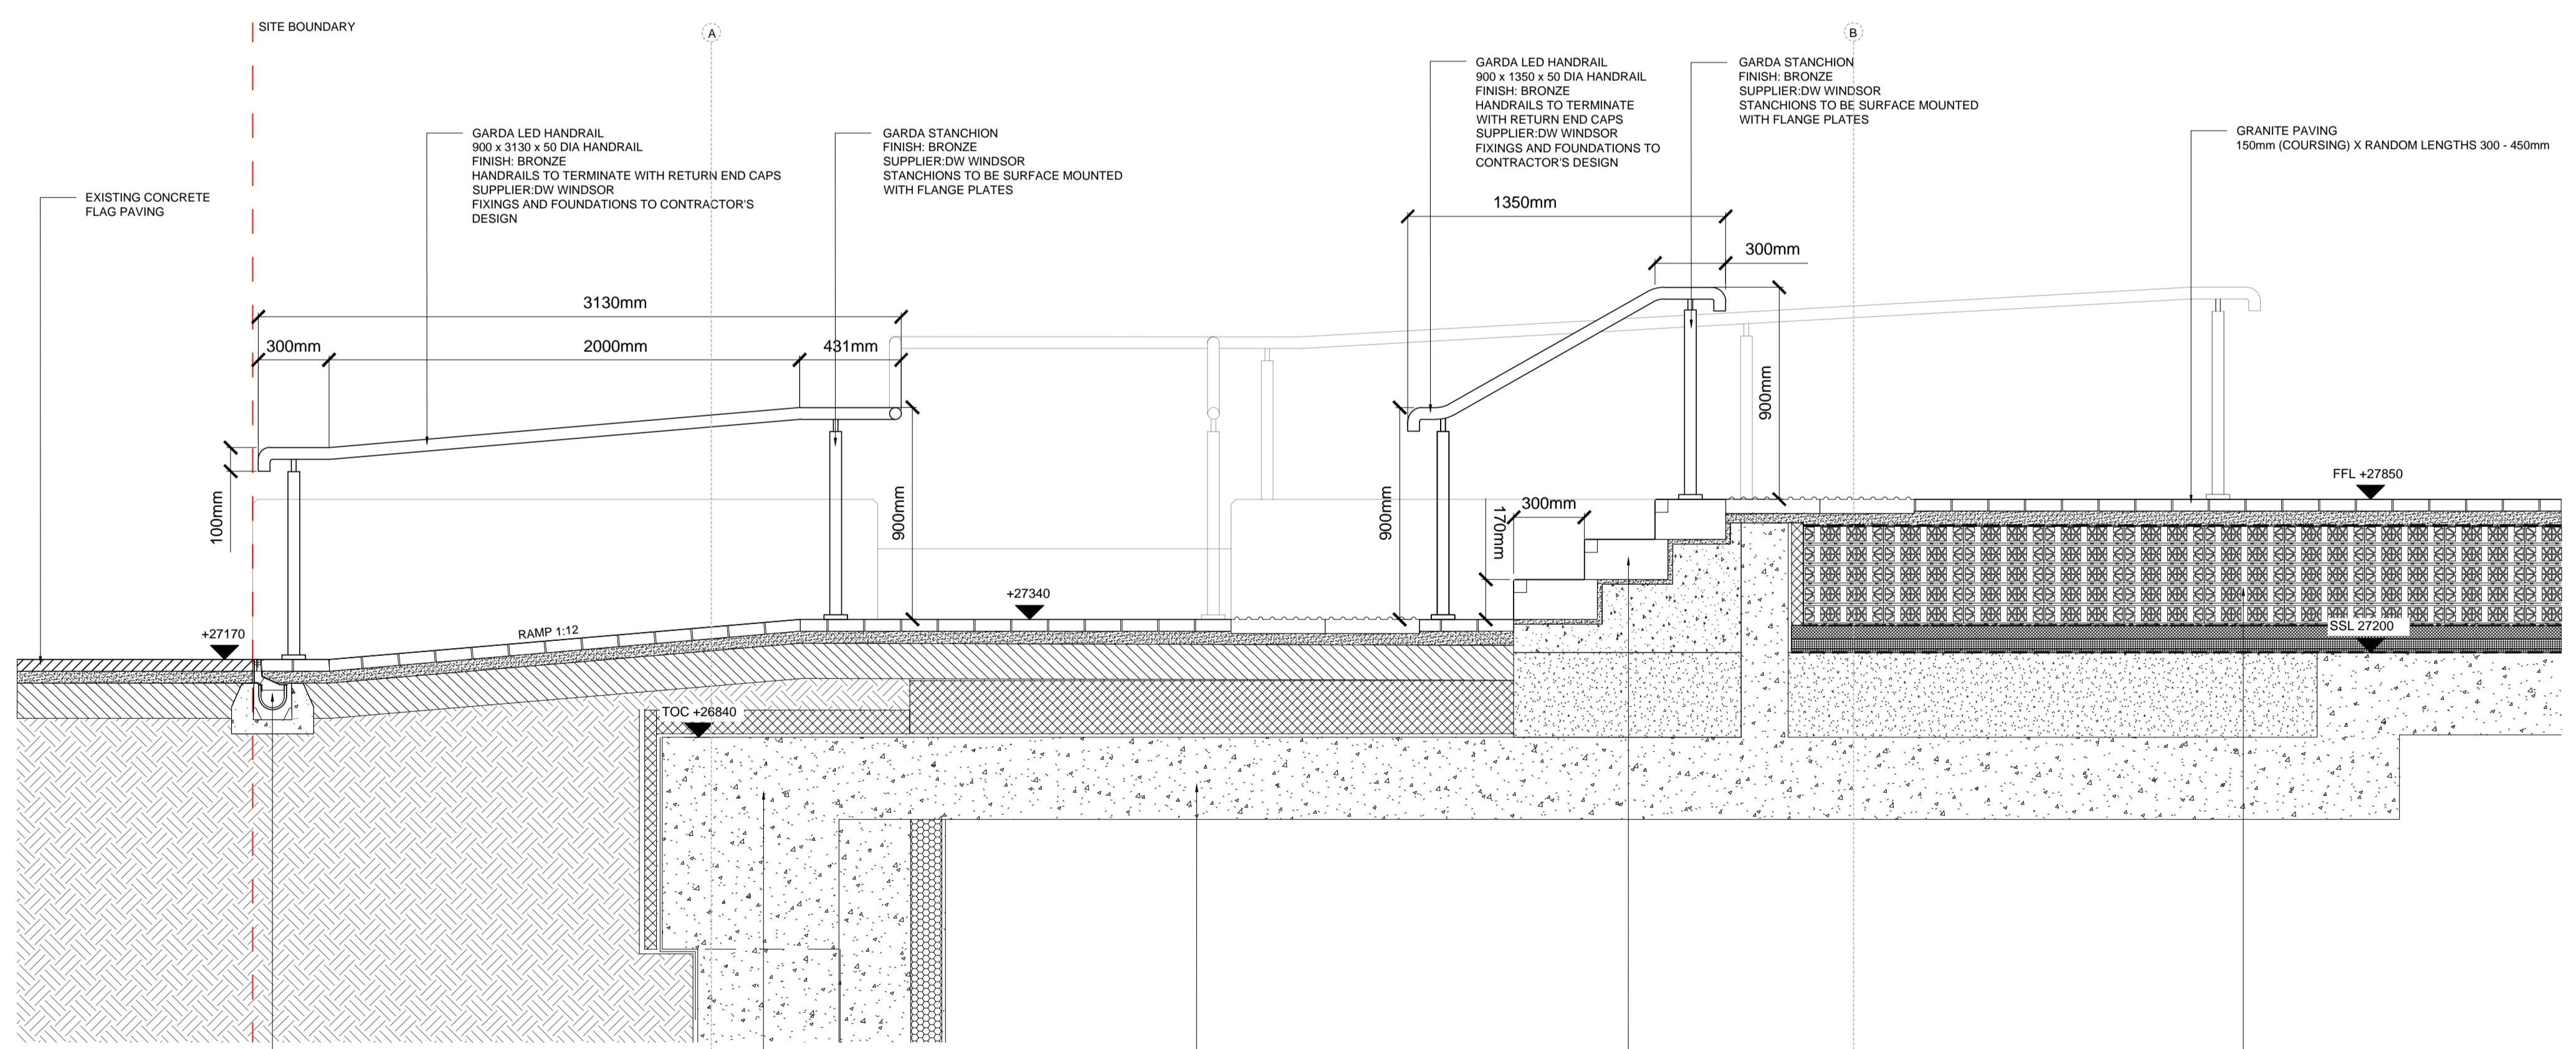 SITE BOUNDARY
A
B
GARDA LED HANDRAIL
900 x 1350 x 50 DIA HANDRAIL
FINISH: BRONZE
HANDRAILS TO TERMINATE
WITH RETURN END CAPS
SUPPLIER:DW WINDSOR
FIXINGS AND FOUNDATIONS TO
CONTRACTOR'S DESIGN
GARDA STANCHION
FINISH: BRONZE
SUPPLIER:DW WINDSOR
STANCHIONS TO BE SURFACE MOUNTED
WITH FLANGE PLATES
GARDA LED HANDRAIL
900 x 3130 x 50 DIA HANDRAIL
FINISH: BRONZE
HANDRAILS TO TERMINATE WITH RETURN END CAPS
SUPPLIER:DW WINDSOR
FIXINGS AND FOUNDATIONS TO CONTRACTOR'S
DESIGN
GARDA STANCHION
FINISH: BRONZE
SUPPLIER:DW WINDSOR
STANCHIONS TO BE SURFACE MOUNTED
WITH FLANGE PLATES
GRANITE PAVING
150mm (COURSING) X RANDOM LENGTHS 300 - 450mm
EXISTING CONCRETE
FLAG PAVING
1350mm
300mm
3130mm
300mm
2000mm
431mm
900mm
100mm
900mm
900mm
300mm
170mm
FFL +27850
+27340
+27170
RAMP 1:12
SSL 27200
TOC +26840